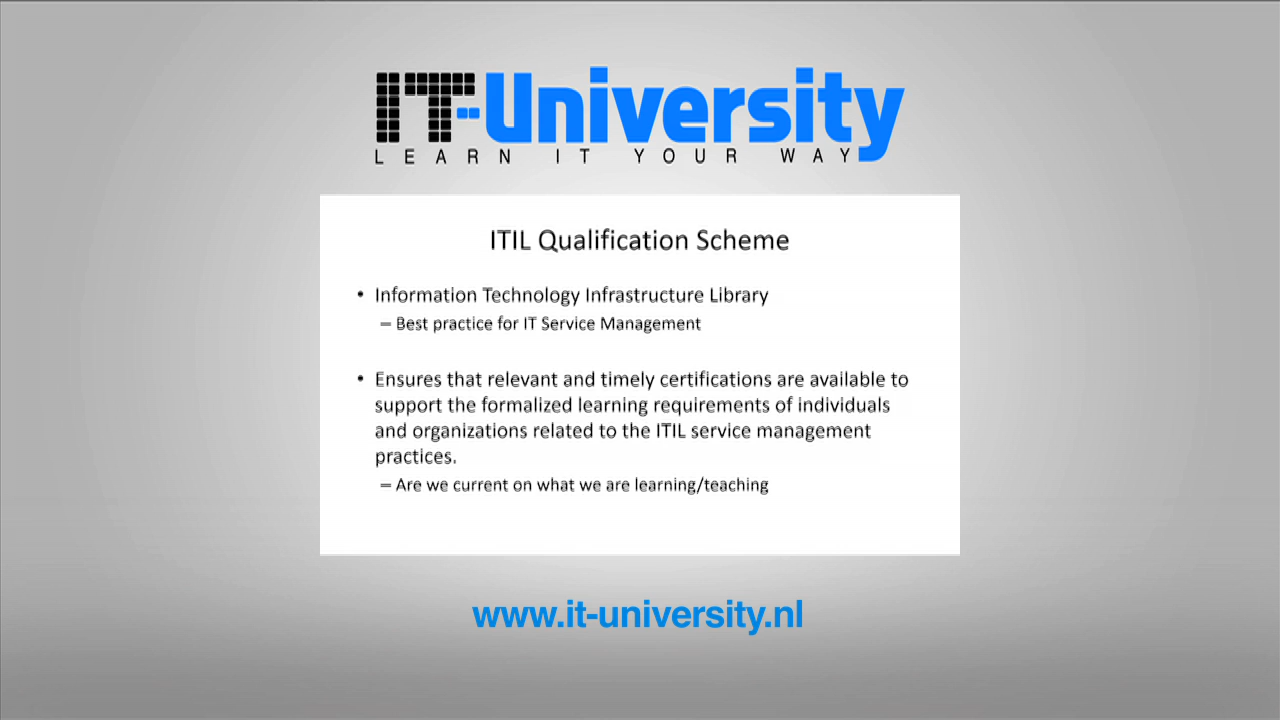 IT-University
LEARN IT YOUR WAY
ITIL Qualification Scheme
• Information Technology Infrastructure Library
– Best practice for IT Service Management
• Ensures that relevant and timely certifications are available to
support the formalized learning requirements of individuals
and organizations related to the ITIL service management
practices.
– Are we current on what we are learning/teaching
www.it-university.nl